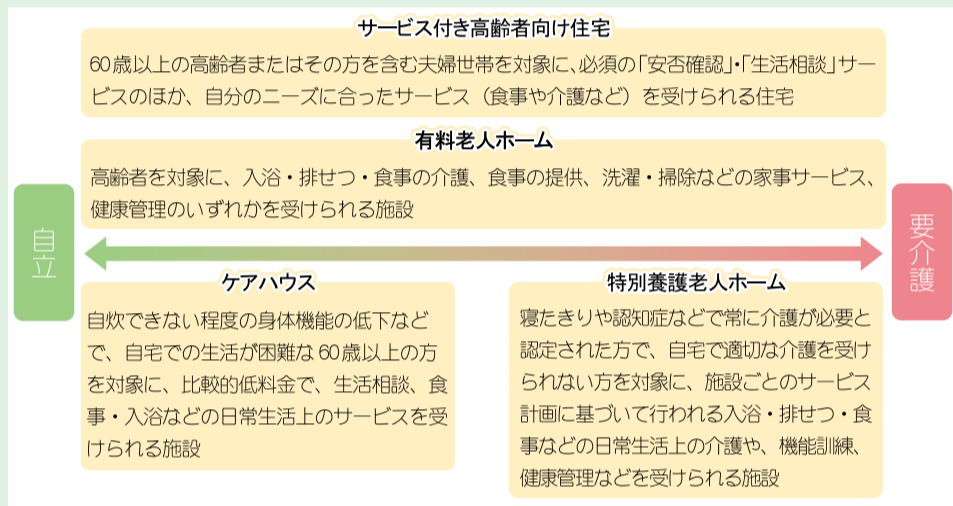 サービス付き高齢者向け住宅
60歳以上の高齢者またはその方を含む夫婦世帯を対象に、必須の「安否確認」・「生活相談」サー
ビスのほか、自分のニーズに合ったサービス（食事や介護など）を受けられる住宅
有料老人ホーム
高齢者を対象に、入浴・排せつ・食事の介護、食事の提供、洗濯・掃除などの家事サービス、
健康管理のいずれかを受けられる施設
自立
要介護
ケアハウス
自炊できない程度の身体機能の低下など
で、自宅での生活が困難な60歳以上の方
を対象に、比較的低料金で、生活相談、食
事・入浴などの日常生活上のサービスを受
けられる施設
特別養護老人ホーム
寝たきりや認知症などで常に介護が必要と
認定された方で、自宅で適切な介護を受け
られない方を対象に、施設ごとのサービス
計画に基づいて行われる入浴・排せつ・食
事などの日常生活上の介護や、機能訓練、
健康管理などを受けられる施設